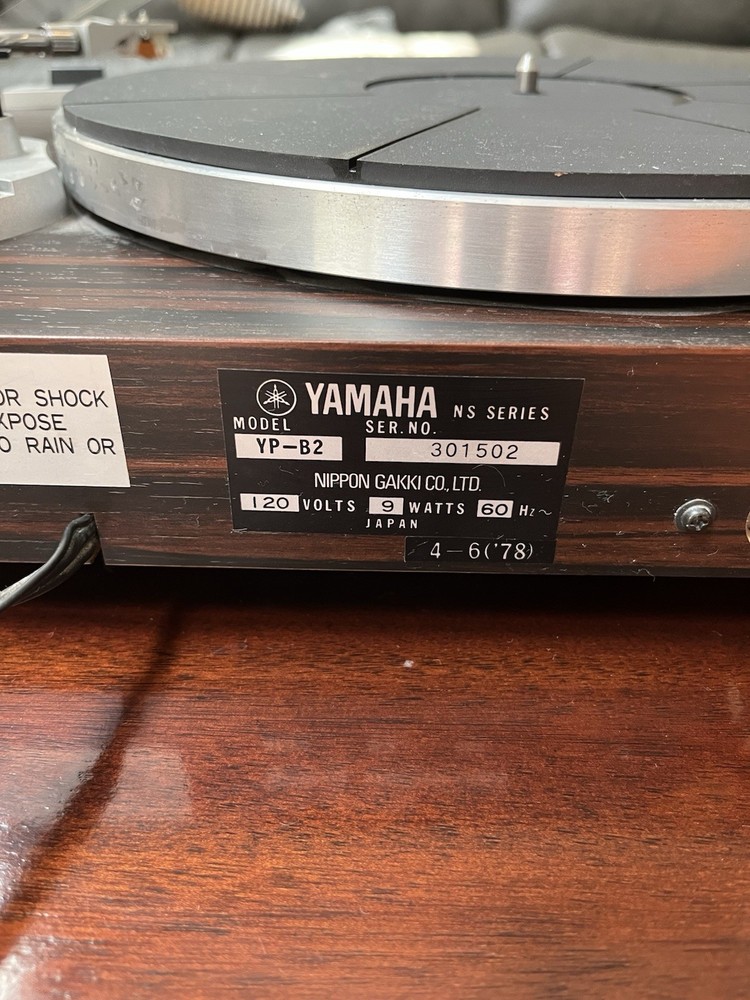 OR SHOCK
XPOSE
O RAIN OR
YAMAHA NS SERIES
MODEL SER.NO.
YP-B2 301502
NIPPON GAKKI CO., LTD.
120 VOLTS 9 WATTS 60 Hz~
JAPAN
4-6('78)